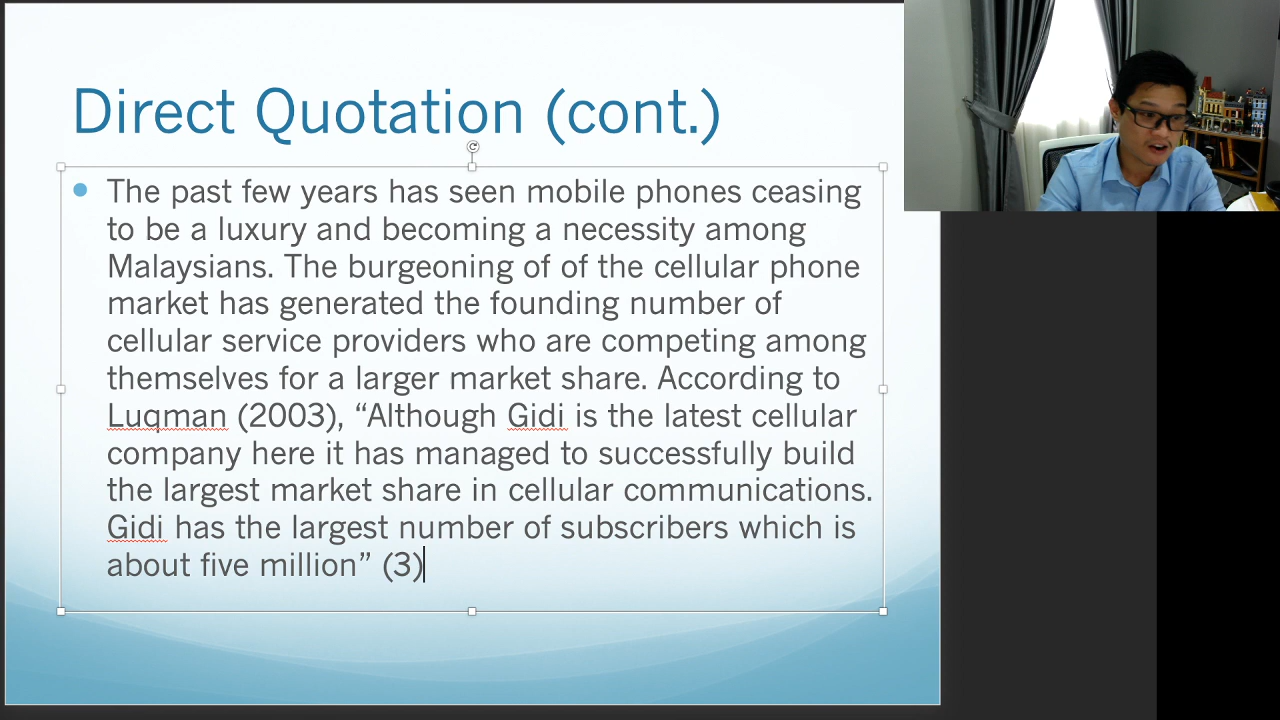 Direct Quotation (cont.)
The past few years has seen mobile phones ceasing
to be a luxury and becoming a necessity among
Malaysians. The burgeoning of of the cellular phone
market has generated the founding number of
cellular service providers who are competing among
themselves for a larger market share. According to
Luqman (2003), “Although Gidi is the latest cellular
company here it has managed to successfully build
the largest market share in cellular communications.
Gidi has the largest number of subscribers which is
about five million” (3)